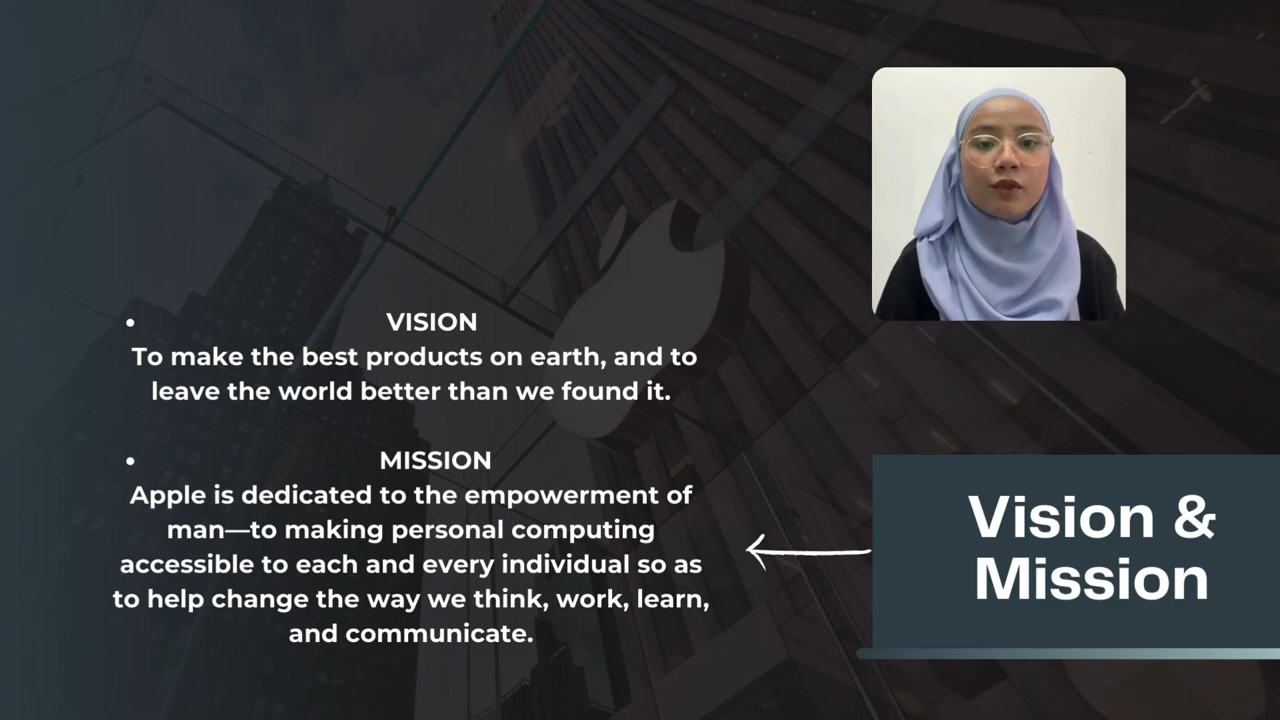 • VISION
To make the best products on earth, and to
leave the world better than we found it.
• MISSION
Apple is dedicated to the empowerment of
man—to making personal computing
accessible to each and every individual so as
to help change the way we think, work, learn,
and communicate.
Vision &
Mission